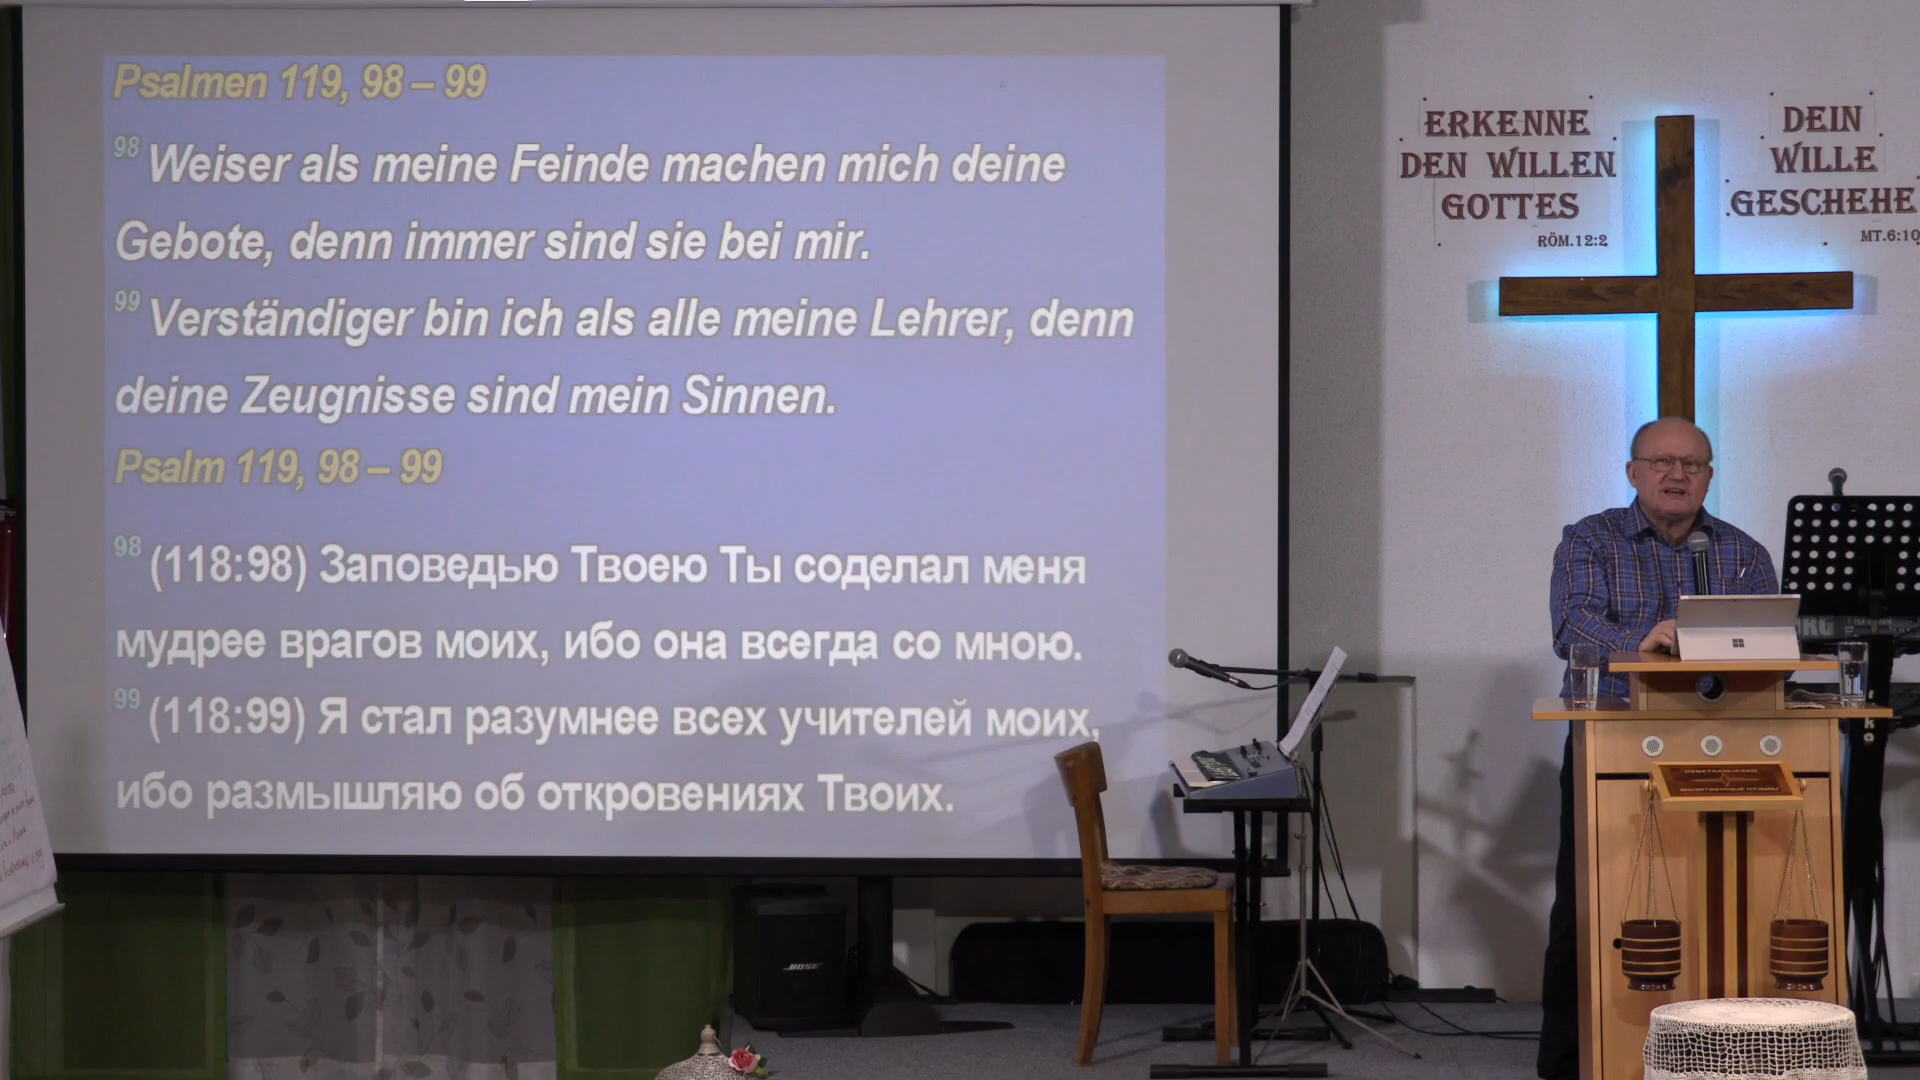 Psalmen 119, 98 – 99
98 Weiser als meine Feinde machen mich deine
Gebote, denn immer sind sie bei mir.
99 Verständiger bin ich als alle meine Lehrer, denn
deine Zeugnisse sind mein Sinnen.
Psalm 119, 98 – 99
98 (118:98) Заповедью Твоею Ты соделал меня
мудрее врагов моих, ибо она всегда со мною.
99 (118:99) Я стал разумнее всех учителей моих,
ибо размышляю об откровениях Твоих.
ERKENNE
DEN WILLEN
GOTTES
RÖM.12:2
DEIN
WILLE
GESCHEHE
MT.6:10
BOSE
МОЛИТВЕННЫЕ НУЖДЫ